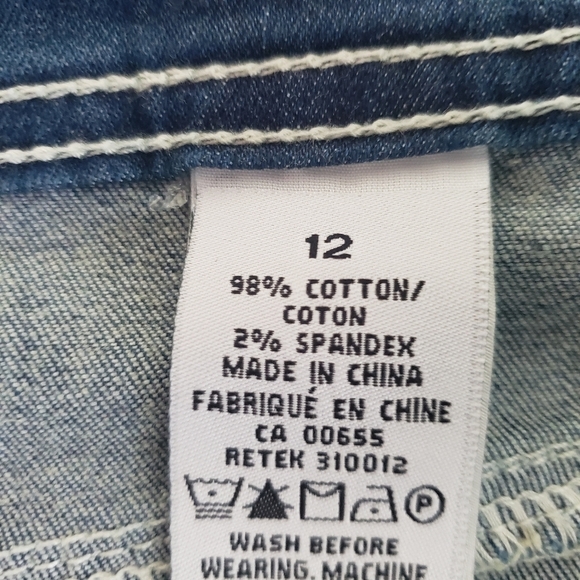 12
98% COTTON/
COTON
2% SPANDEX
MADE IN CHINA
FABRIQUÉ EN CHINE
CA 00655
RETEK 310012
P
WASH BEFORE
WEARING. MACHINE